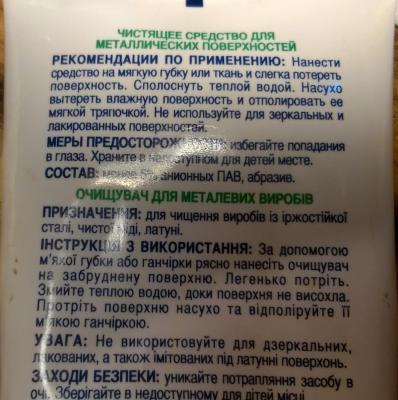 ЧИСТЯЩЕЕ СРЕДСТВО ДЛЯ
МЕТАЛЛИЧЕСКИХ ПОВЕРХНОСТЕЙ
РЕКОМЕНДАЦИИ ПО ПРИМЕНЕНИЮ: Нанести
средство на мягкую губку или ткань и слегка потереть
поверхность. Сполоснуть теплой водой. Насухо
вытереть влажную поверхность и отполировать ее
мягкой тряпочкой. Не используйте для зеркальных и
лакированных поверхностей.
МЕРЫ ПРЕДОСТОРОЖНОСТИ: избегайте попадания
в глаза. Храните в недоступном для детей месте.
СОСТАВ: менее 5% анионных ПАВ, абразив.
ОЧИЩУВАЧ ДЛЯ МЕТАЛЕВИХ ВИРОБІВ
ПРИЗНАЧЕННЯ: для чищення виробів із іржостійкої
сталі, чистої міді, латуні.
ІНСТРУКЦІЯ З ВИКОРИСТАННЯ: За допомогою
м'якої губки або ганчірки рясно нанесіть очищувач
на забруднену поверхню. Легенько потріть.
Змийте теплою водою, доки поверхня не висохла.
Протріть поверхню насухо та відполіруйте її
м'якою ганчіркою.
УВАГА: Не використовуйте для дзеркальних,
лакованих, а також імітованих під латунні поверхонь.
ЗАХОДИ БЕЗПЕКИ: уникайте потрапляння засобу в
очі. Зберігайте в недоступному для дітей місці.